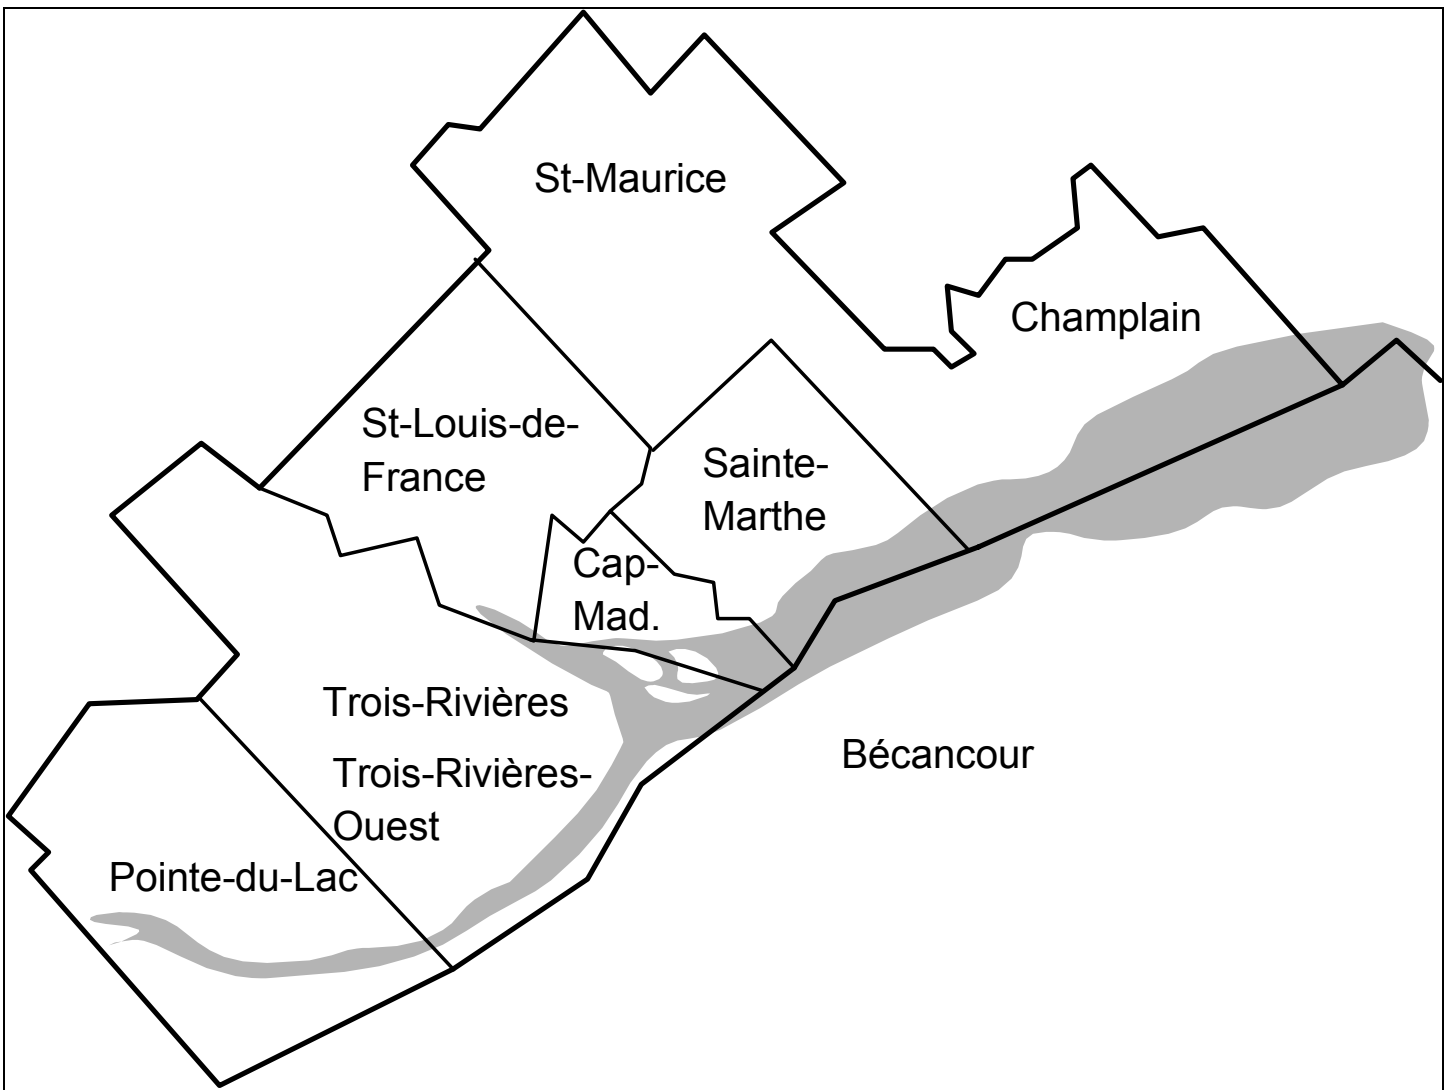 St-Maurice
Champlain
St-Louis-de-
France
Sainte-
Marthe
Cap-
Mad.
Trois-Rivières
Trois-Rivières-
Ouest
Bécancour
Pointe-du-Lac